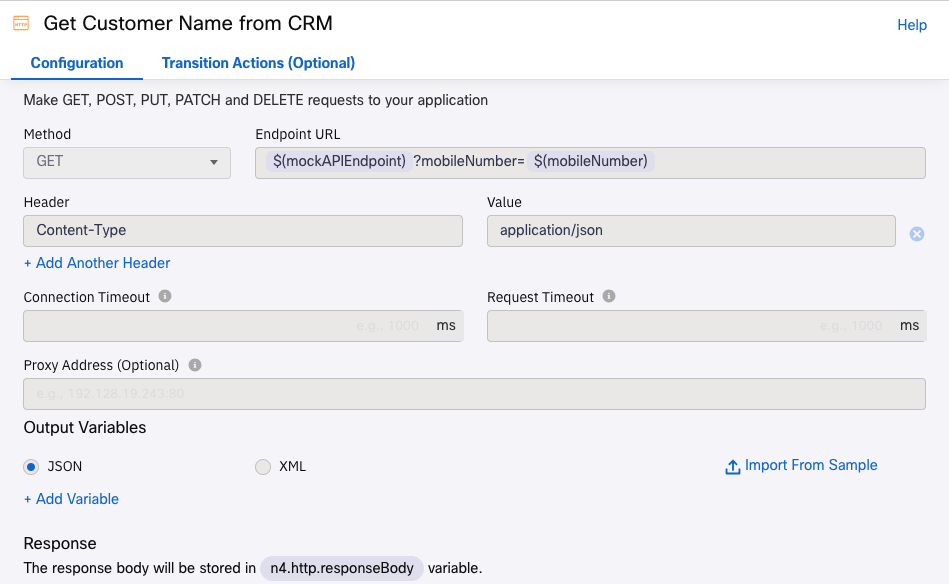 HTTP Get Customer Name from CRM Help
Configuration Transition Actions (Optional)
Make GET, POST, PUT, PATCH and DELETE requests to your application
Method Endpoint URL
GET $(mockAPIEndpoint) ?mobileNumber= $(mobileNumber)
Header Value
Content-Type application/json
+ Add Another Header
Connection Timeout i Request Timeout i
e.g., 1000 ms e.g., 1000 ms
Proxy Address (Optional) i
e.g., 192.128.19.243:80
Output Variables
JSON XML Import From Sample
+ Add Variable
Response
The response body will be stored in n4.http.responseBody variable.